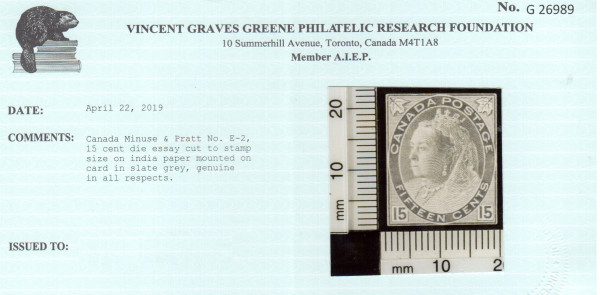 No. G 26989
VINCENT GRAVES GREENE PHILATELIC RESEARCH FOUNDATION
10 Summerhill Avenue, Toronto, Canada M4T1A8
Member A.I.E.P.
DATE: April 22, 2019
COMMENTS: Canada Minuse & Pratt No. E-2,
15 cent die essay cut to stamp
size on india paper mounted on
card in slate grey, genuine
in all respects.
ISSUED TO:
20
10
mm
CANADA POSTAGE
15 FIFTEEN CENTS 15
mm 10 2